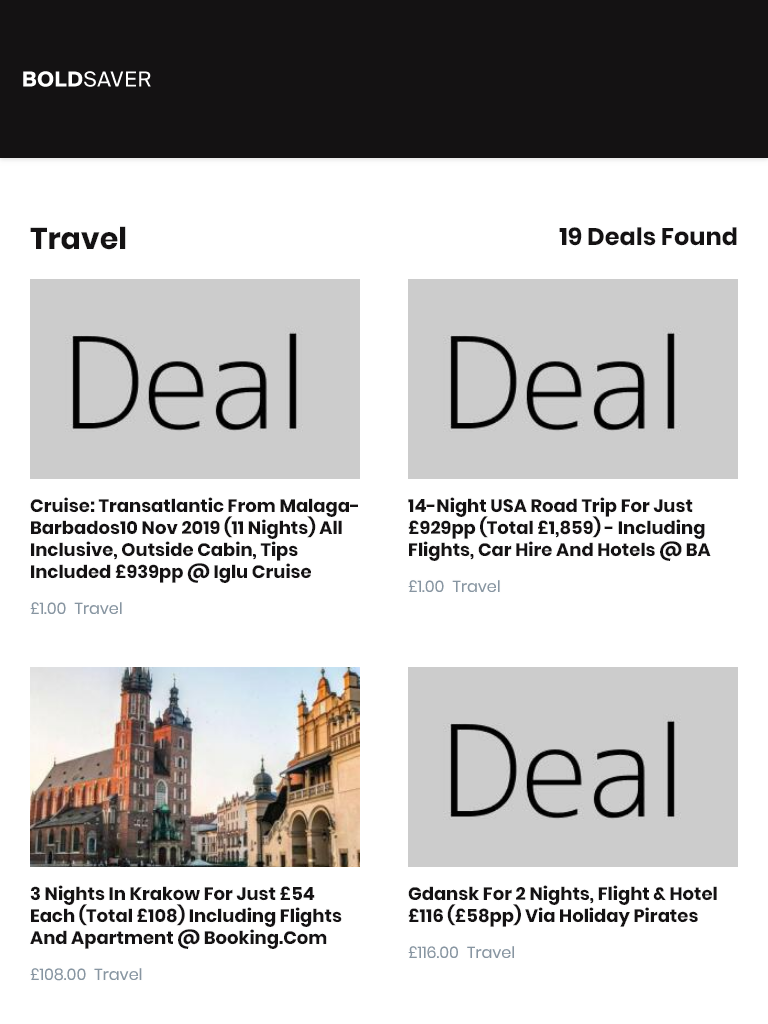 BOLDSAVER
Travel
19 Deals Found
Deal
Deal
Cruise: Transatlantic From Malaga-
Barbados10 Nov 2019 (11 Nights) All
Inclusive, Outside Cabin, Tips
Included £939pp @ Iglu Cruise
£1.00 Travel
14-Night USA Road Trip For Just
£929pp (Total £1,859) - Including
Flights, Car Hire And Hotels @ BA
£1.00 Travel
Deal
3 Nights In Krakow For Just £54
Each (Total £108) Including Flights
And Apartment @ Booking.Com
£108.00 Travel
Gdansk For 2 Nights, Flight & Hotel
£116 (£58pp) Via Holiday Pirates
£116.00 Travel